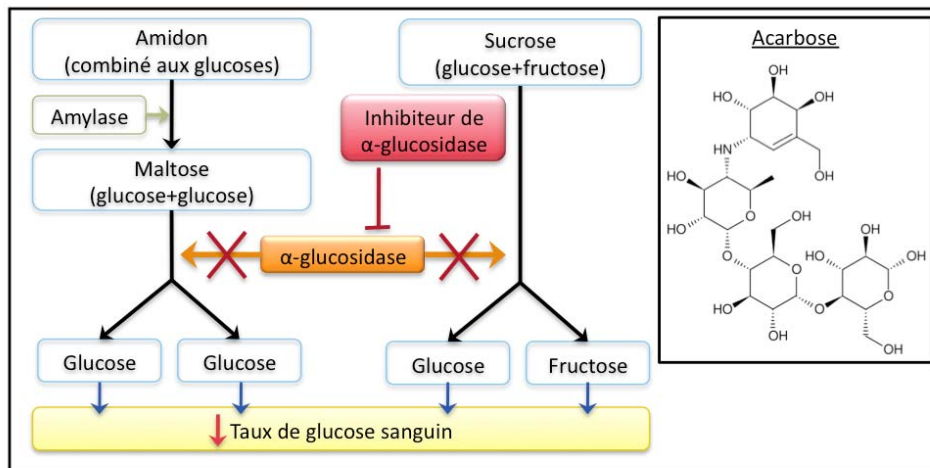 Amidon
(combiné aux glucoses)
Amylase
Maltose
(glucose+glucose)
Sucrose
(glucose+fructose)
Inhibiteur de
α-glucosidase
α-glucosidase
Glucose
Glucose
Glucose
Fructose
Taux de glucose sanguin
Acarbose
OH
HO
OH
HO
HN
OH
HO
HO
O
OH
O
HO
O
OH
O
OH
OH
HO
OH
O
OH